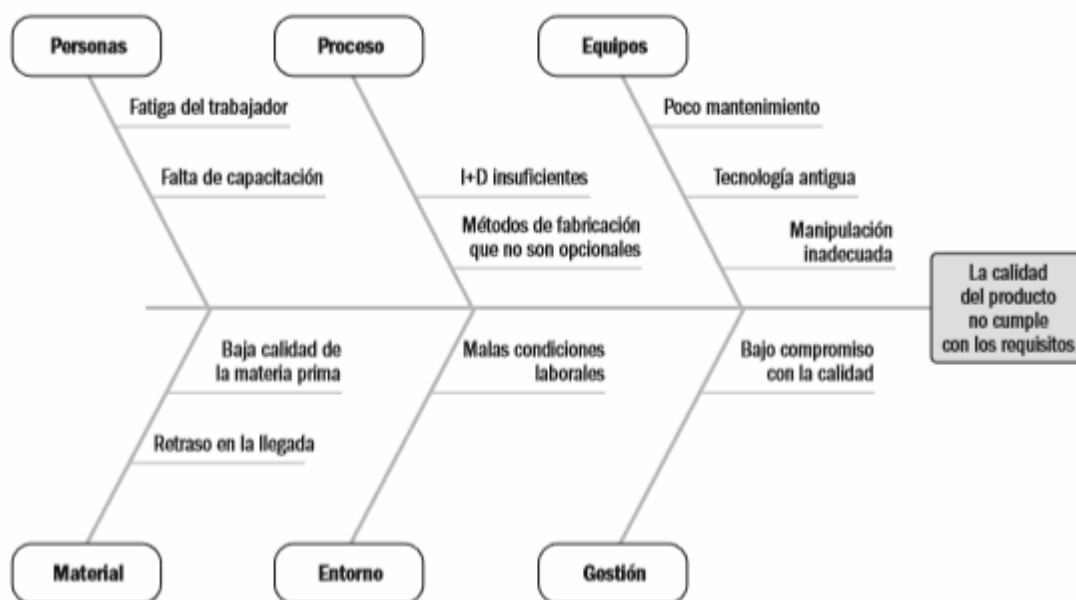 Personas
Proceso
Equipos
Fatiga del trabajador
Poco mantenimiento
Falta de capacitación
I+D insuficientes
Tecnología antigua
Métodos de fabricación
que no son opcionales
Manipulación
inadecuada
La calidad
del producto
no cumple
con los requisitos
Baja calidad de
la materia prima
Malas condiciones
laborales
Bajo compromiso
con la calidad
Retraso en la llegada
Material
Entorno
Gestión